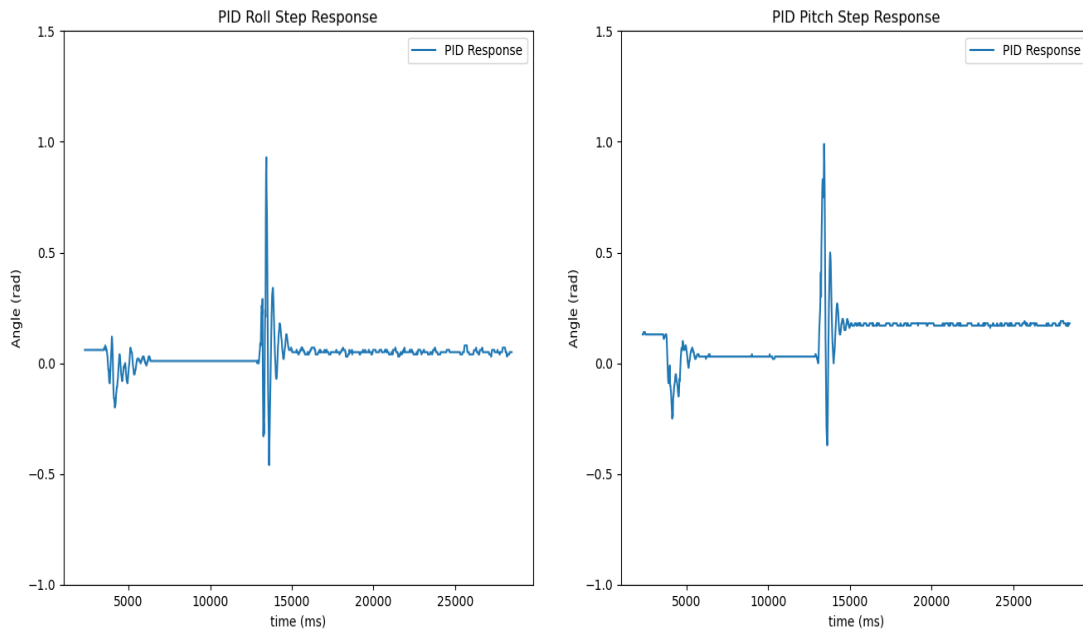 PID Roll Step Response
1.5
1.0
0.5
0.0
−0.5
−1.0
Angle (rad)
5000 10000 15000 20000 25000
time (ms)
PID Response
PID Pitch Step Response
1.5
1.0
0.5
0.0
−0.5
−1.0
Angle (rad)
5000 10000 15000 20000 25000
time (ms)
PID Response